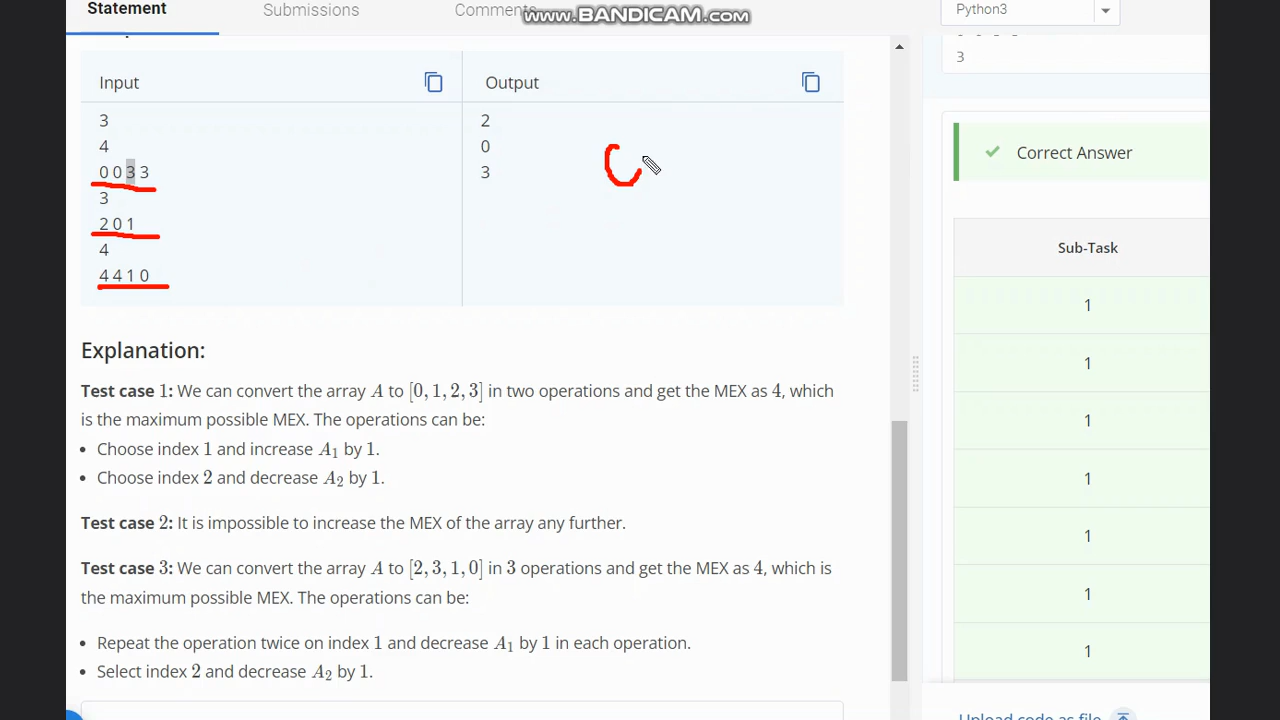 www.BANDICAM.com
Statement
Submissions
Comments
Python3
Input
Output
3
4
0 0 3 3
3
2 0 1
4
4 4 1 0
2
0
3
Explanation:
Test case 1: We can convert the array A to [0, 1, 2, 3] in two operations and get the MEX as 4, which
is the maximum possible MEX. The operations can be:
Choose index 1 and increase A1 by 1.
Choose index 2 and decrease A2 by 1.
Test case 2: It is impossible to increase the MEX of the array any further.
Test case 3: We can convert the array A to [2, 3, 1, 0] in 3 operations and get the MEX as 4, which is
the maximum possible MEX. The operations can be:
Repeat the operation twice on index 1 and decrease A1 by 1 in each operation.
Select index 2 and decrease A2 by 1.
3
Correct Answer
Sub-Task
1
1
1
1
1
1
1
Upload code as file